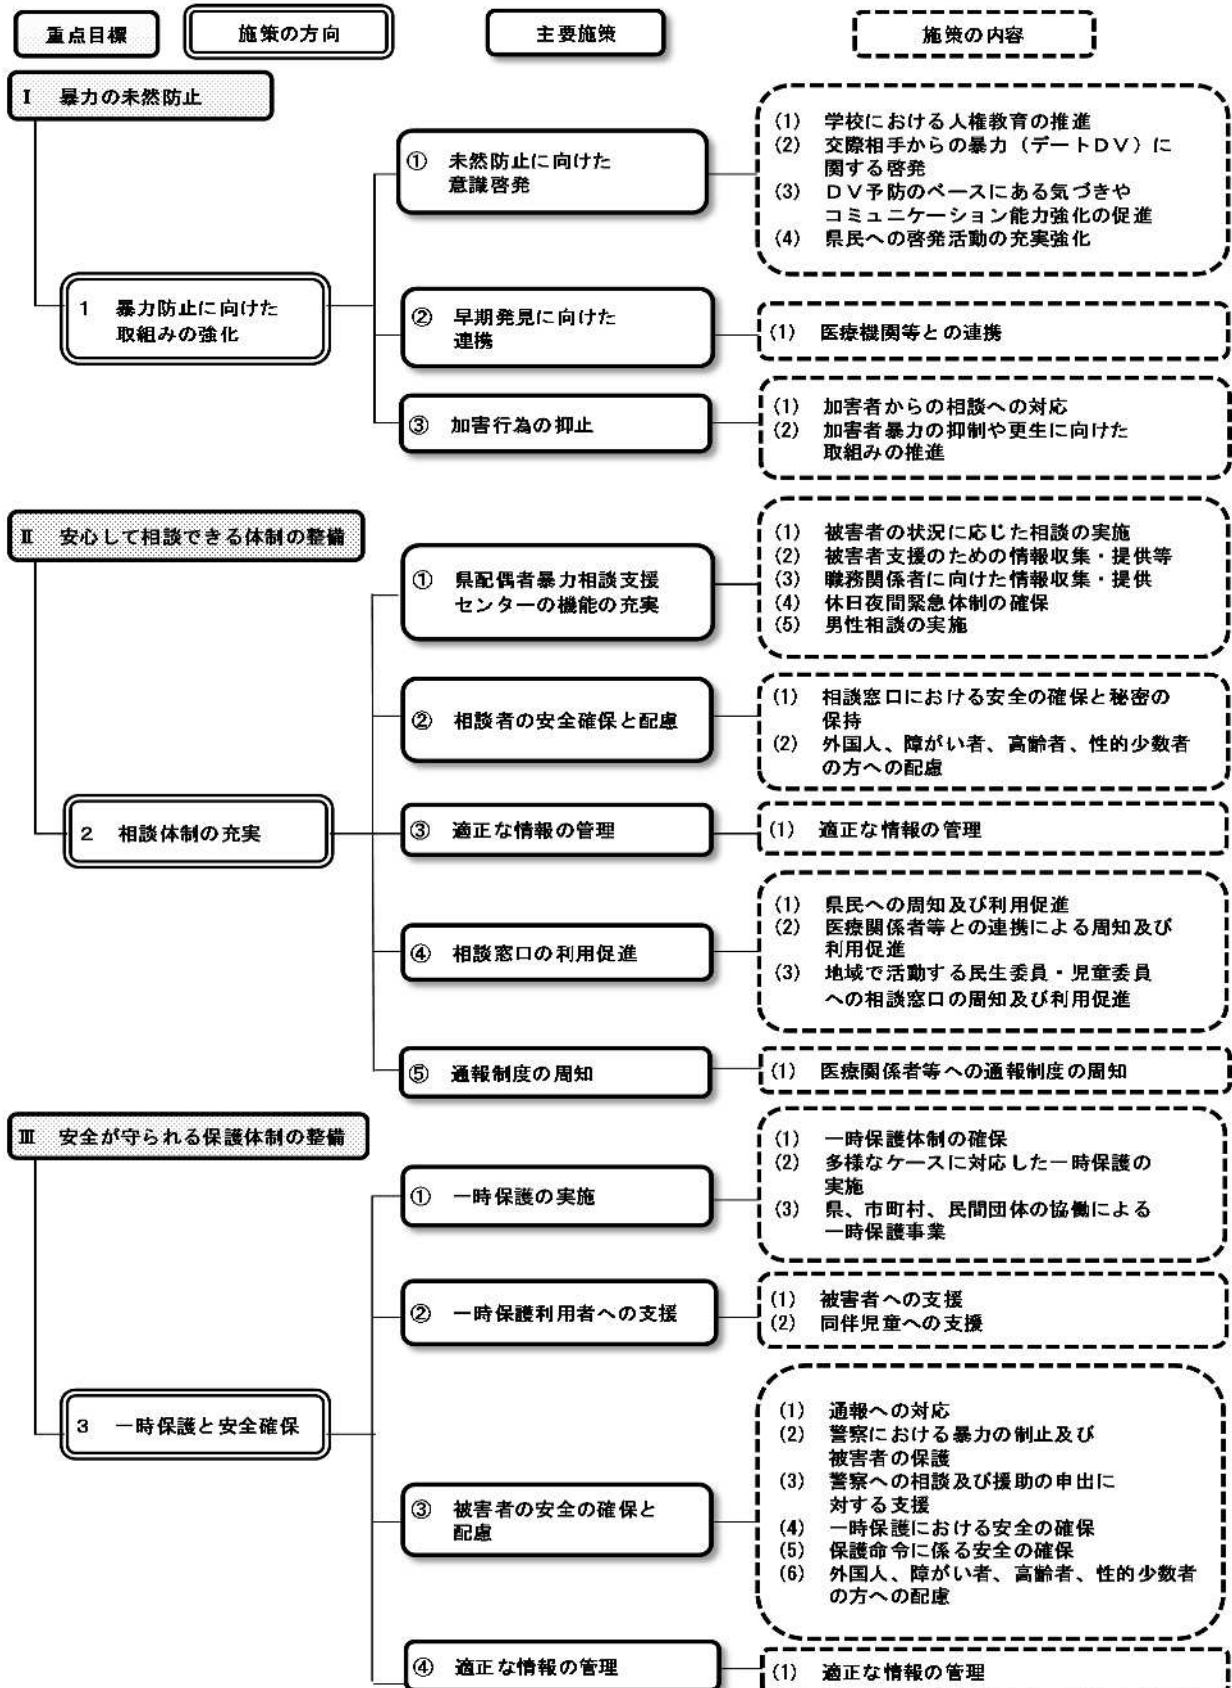 重点目標
施策の方向
主要施策
施策の内容
Ⅰ 暴力の未然防止
1 暴力防止に向けた
取組みの強化
① 未然防止に向けた
意識啓発
(1) 学校における人権教育の推進
(2) 交際相手からの暴力（デートＤＶ）に
関する啓発
(3) ＤＶ予防のベースにある気づきや
コミュニケーション能力強化の促進
(4) 県民への啓発活動の充実強化
② 早期発見に向けた
連携
(1) 医療機関等との連携
③ 加害行為の抑止
(1) 加害者からの相談への対応
(2) 加害者暴力の抑制や更生に向けた
取組みの推進
Ⅱ 安心して相談できる体制の整備
2 相談体制の充実
① 県配偶者暴力相談支援
センターの機能の充実
(1) 被害者の状況に応じた相談の実施
(2) 被害者支援のための情報収集・提供等
(3) 職務関係者に向けた情報収集・提供
(4) 休日夜間緊急体制の確保
(5) 男性相談の実施
② 相談者の安全確保と配慮
(1) 相談窓口における安全の確保と秘密の
保持
(2) 外国人、障がい者、高齢者、性的少数者
の方への配慮
③ 適正な情報の管理
(1) 適正な情報の管理
④ 相談窓口の利用促進
(1) 県民への周知及び利用促進
(2) 医療関係者等との連携による周知及び
利用促進
(3) 地域で活動する民生委員・児童委員
への相談窓口の周知及び利用促進
⑤ 通報制度の周知
(1) 医療関係者等への通報制度の周知
Ⅲ 安全が守られる保護体制の整備
3 一時保護と安全確保
① 一時保護の実施
(1) 一時保護体制の確保
(2) 多様なケースに対応した一時保護の
実施
(3) 県、市町村、民間団体の協働による
一時保護事業
② 一時保護利用者への支援
(1) 被害者への支援
(2) 同伴児童への支援
③ 被害者の安全の確保と
配慮
(1) 通報への対応
(2) 警察における暴力の制止及び
被害者の保護
(3) 警察への相談及び援助の申出に
対する支援
(4) 一時保護における安全の確保
(5) 保護命令に係る安全の確保
(6) 外国人、障がい者、高齢者、性的少数者
の方への配慮
④ 適正な情報の管理
(1) 適正な情報の管理